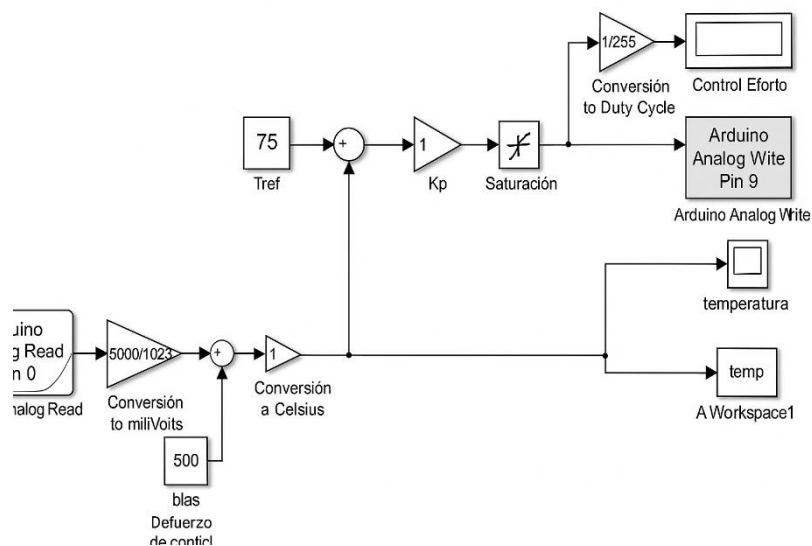 1/255
Conversión
to Duty Cycle
Control Eforto
75
Tref
+
1
Kp
Saturación
Arduino
Analog Wite
Pin 9
Arduino Analog Write
temperatura
uino
g Read
n 0
nalog Read
5000/1023
Conversión
to miliVoits
+
1
Conversión
a Celsius
temp
A Workspace1
500
blas
Defuerzo
de conticl